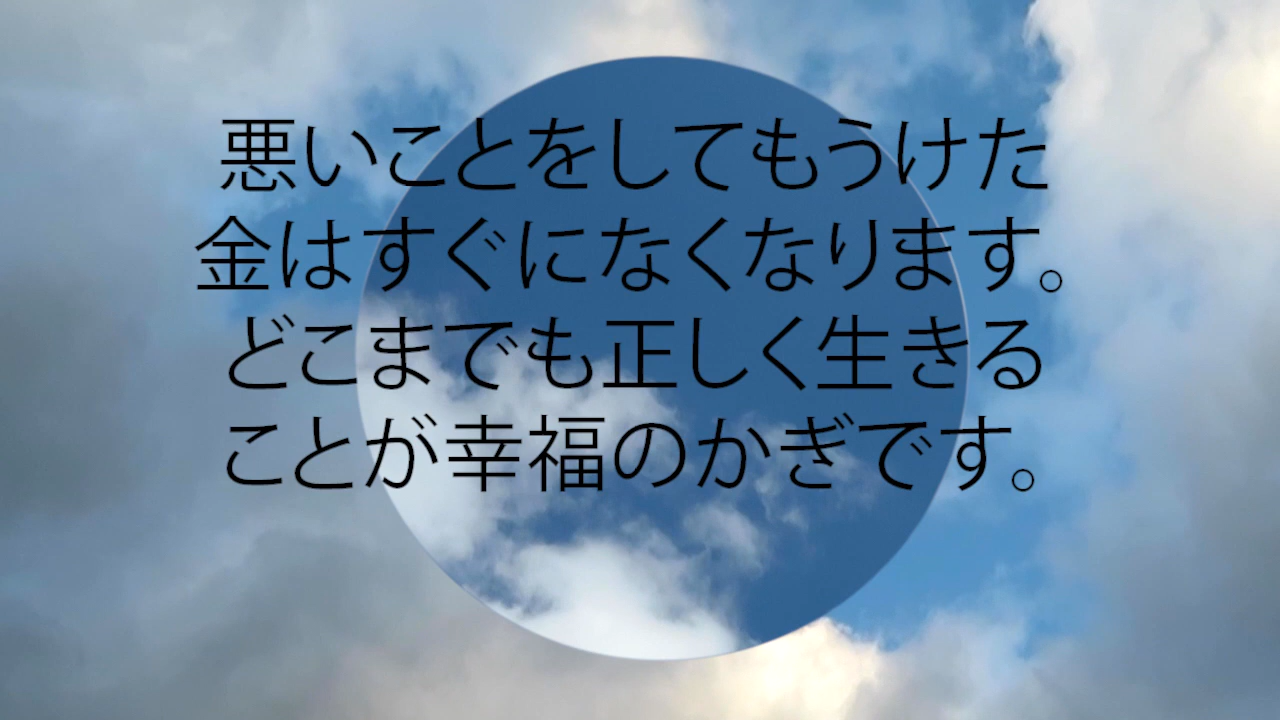 悪いことをしてもうけた
金はすぐになくなります。
どこまでも正しく生きる
ことが幸福のかぎです。